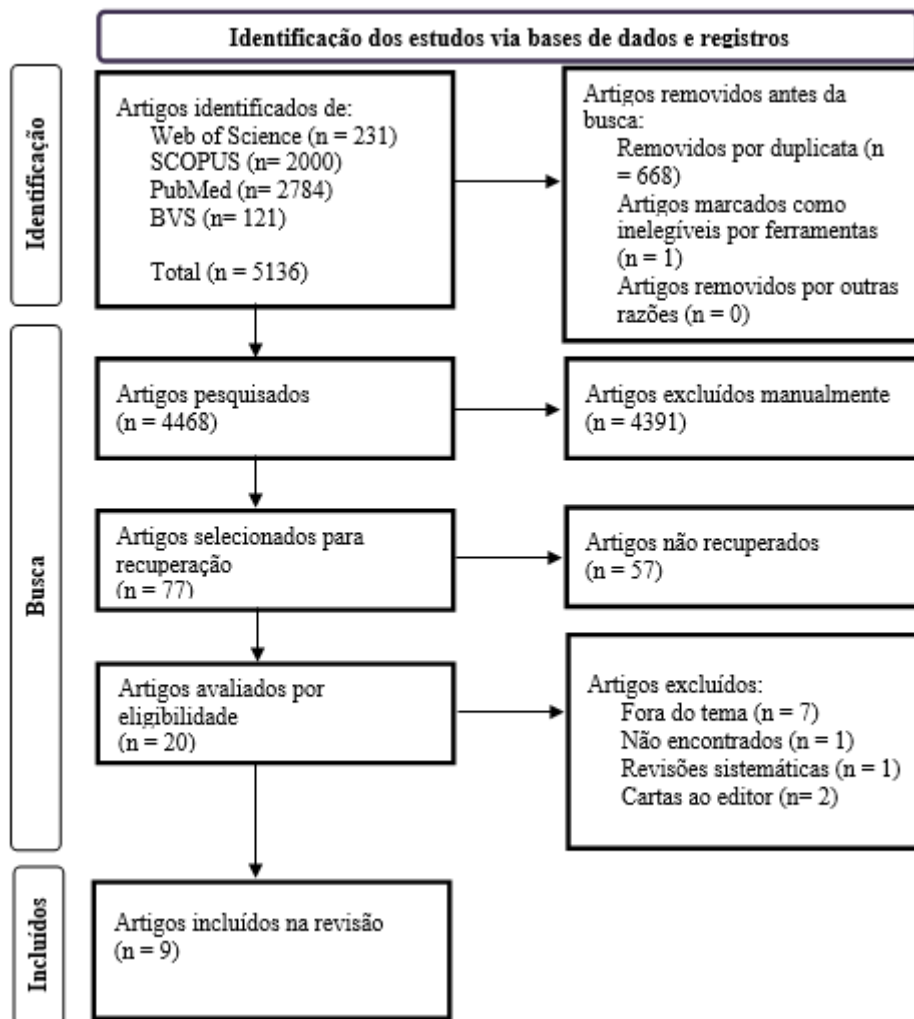 Identificação dos estudos via bases de dados e registros
Identificação
Artigos identificados de:
Web of Science (n = 231)
SCOPUS (n= 2000)
PubMed (n= 2784)
BVS (n= 121)
Total (n = 5136)
Artigos removidos antes da
busca:
Removidos por duplicata (n
= 668)
Artigos marcados como
inelegíveis por ferramentas
(n = 1)
Artigos removidos por outras
razões (n = 0)
Busca
Artigos pesquisados
(n = 4468)
Artigos excluídos manualmente
(n = 4391)
Artigos selecionados para
recuperação
(n = 77)
Artigos não recuperados
(n = 57)
Artigos avaliados por
eligibilidade
(n = 20)
Artigos excluídos:
Fora do tema (n = 7)
Não encontrados (n = 1)
Revisões sistemáticas (n = 1)
Cartas ao editor (n= 2)
Incluídos
Artigos incluídos na revisão
(n = 9)